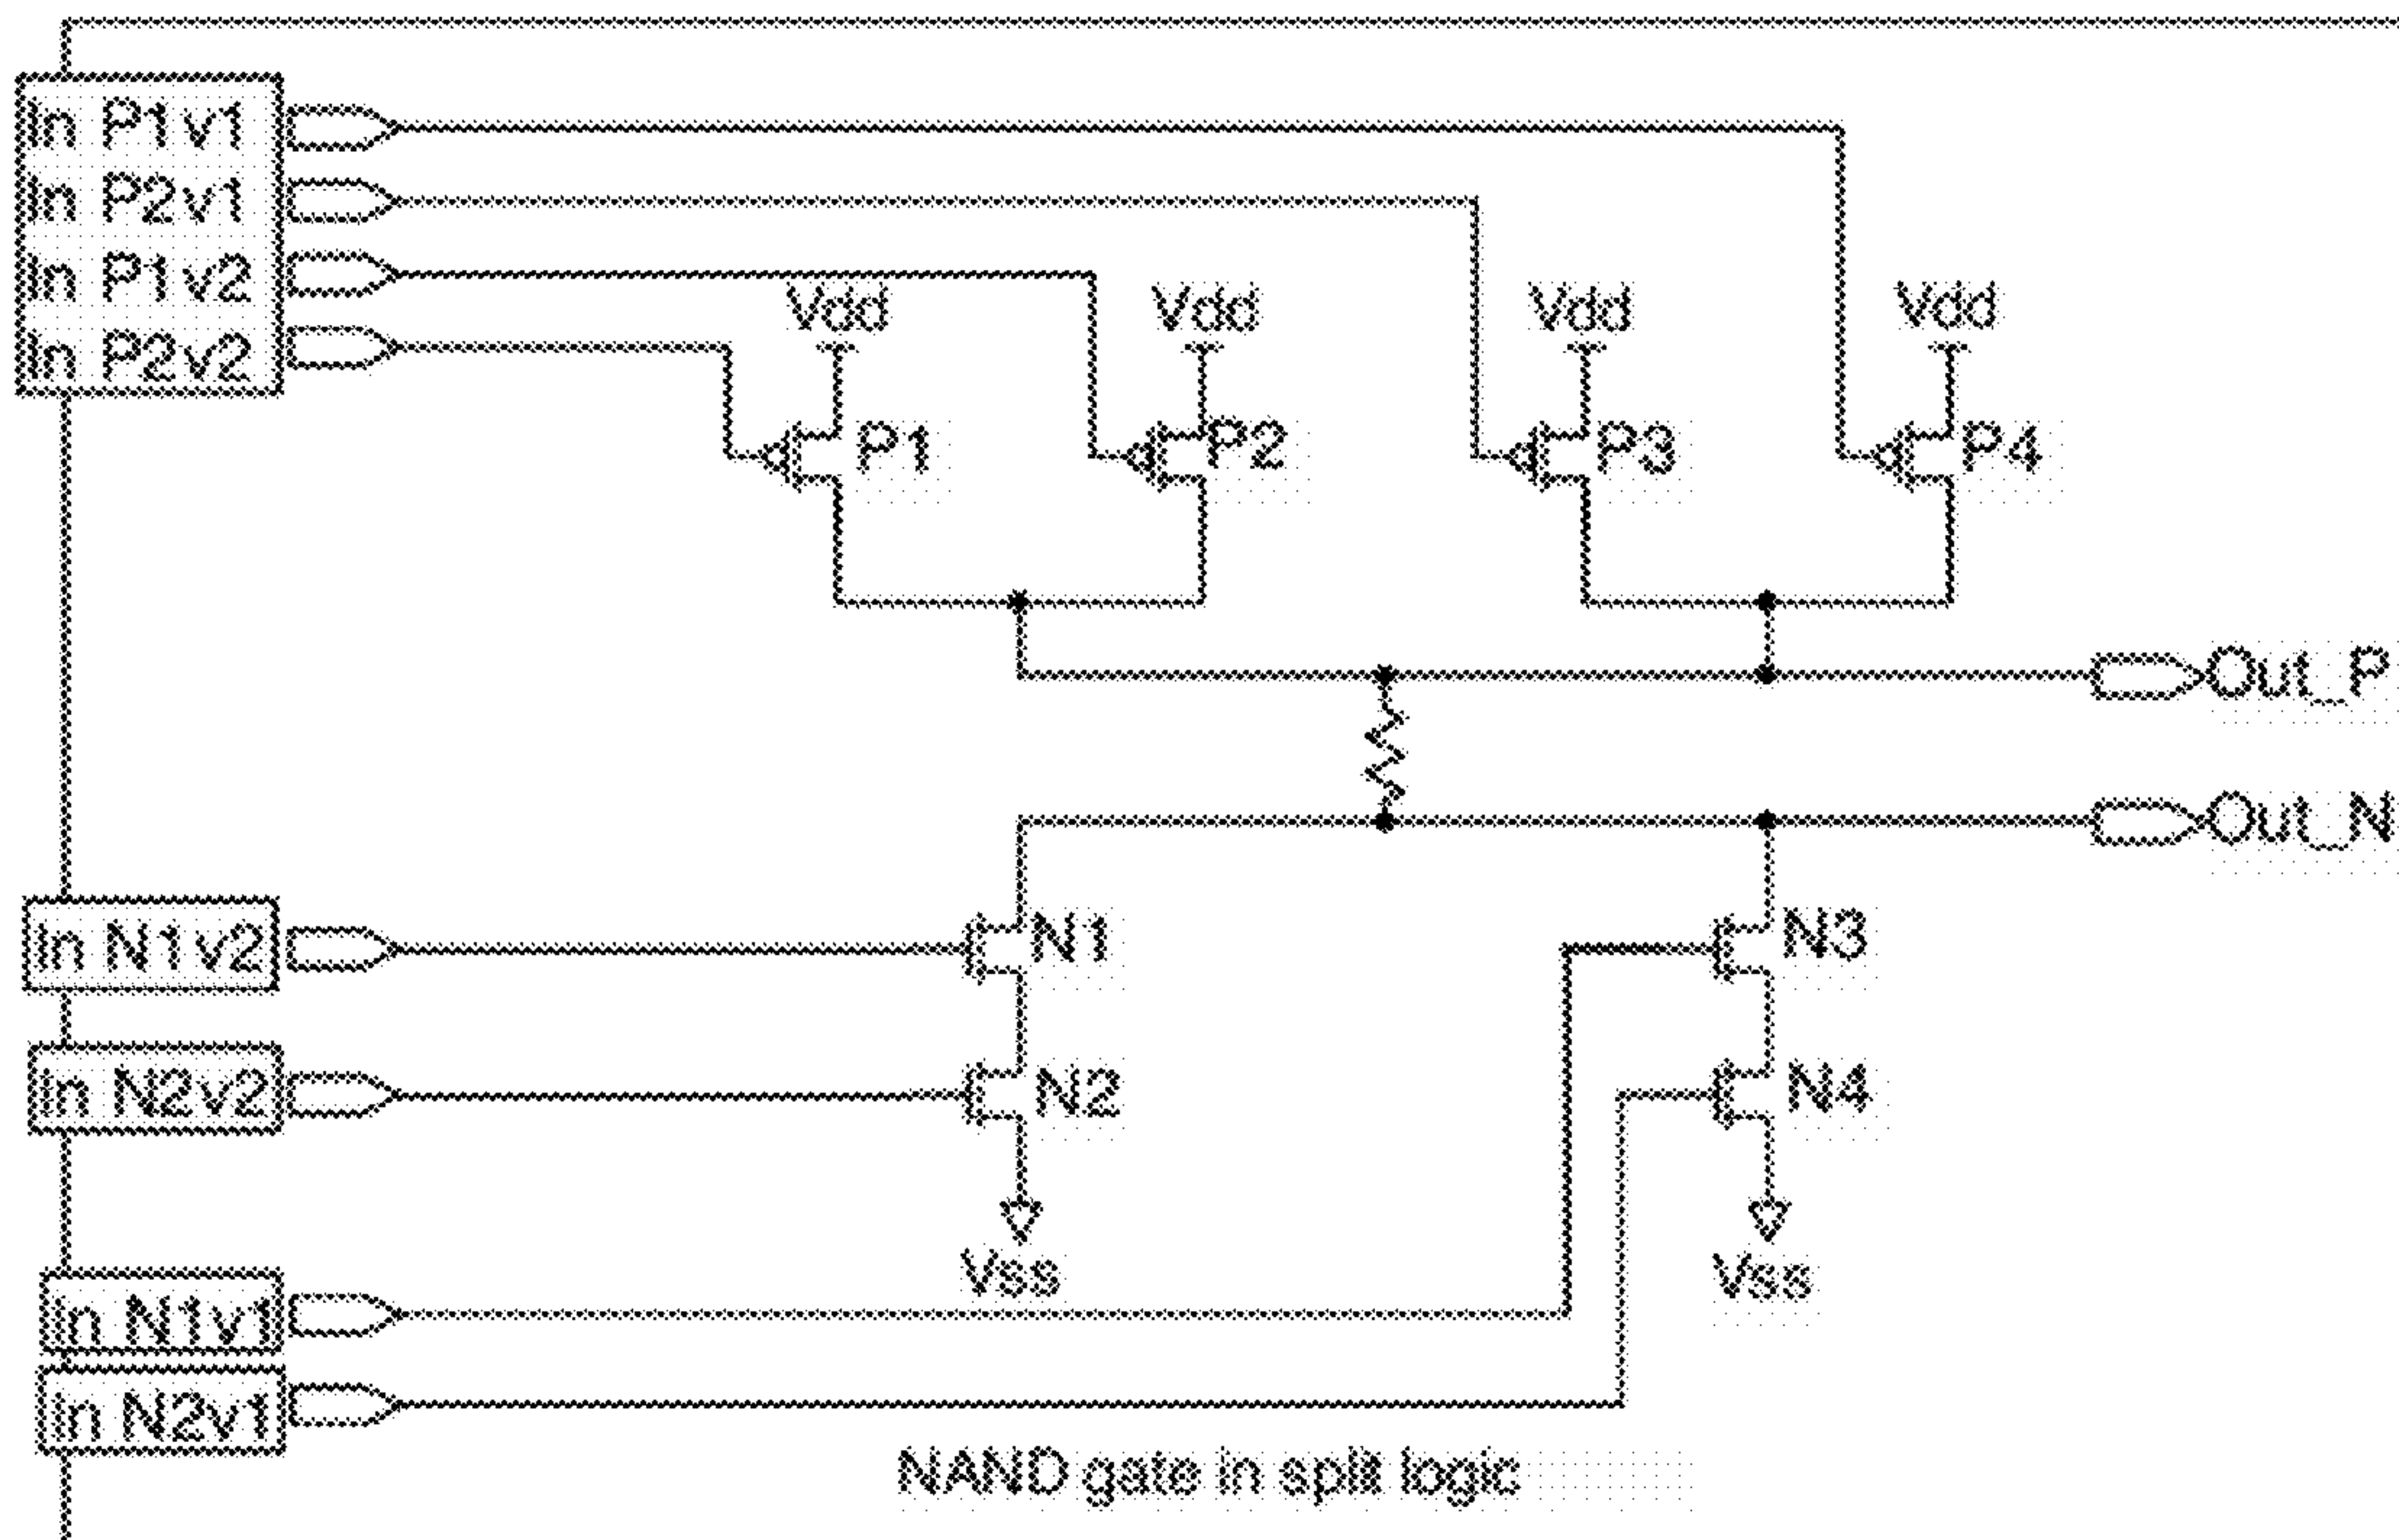 In P1v1
In P2v1
In P1v2
In P2v2
Vdd
Vdd
Vdd
Vdd
P1
P2
P3
P4
Out_P
Out_N
In N1v2
N1
N3
In N2v2
N2
N4
Vss
Vss
In N1v1
In N2v1
NAND gate in split logic